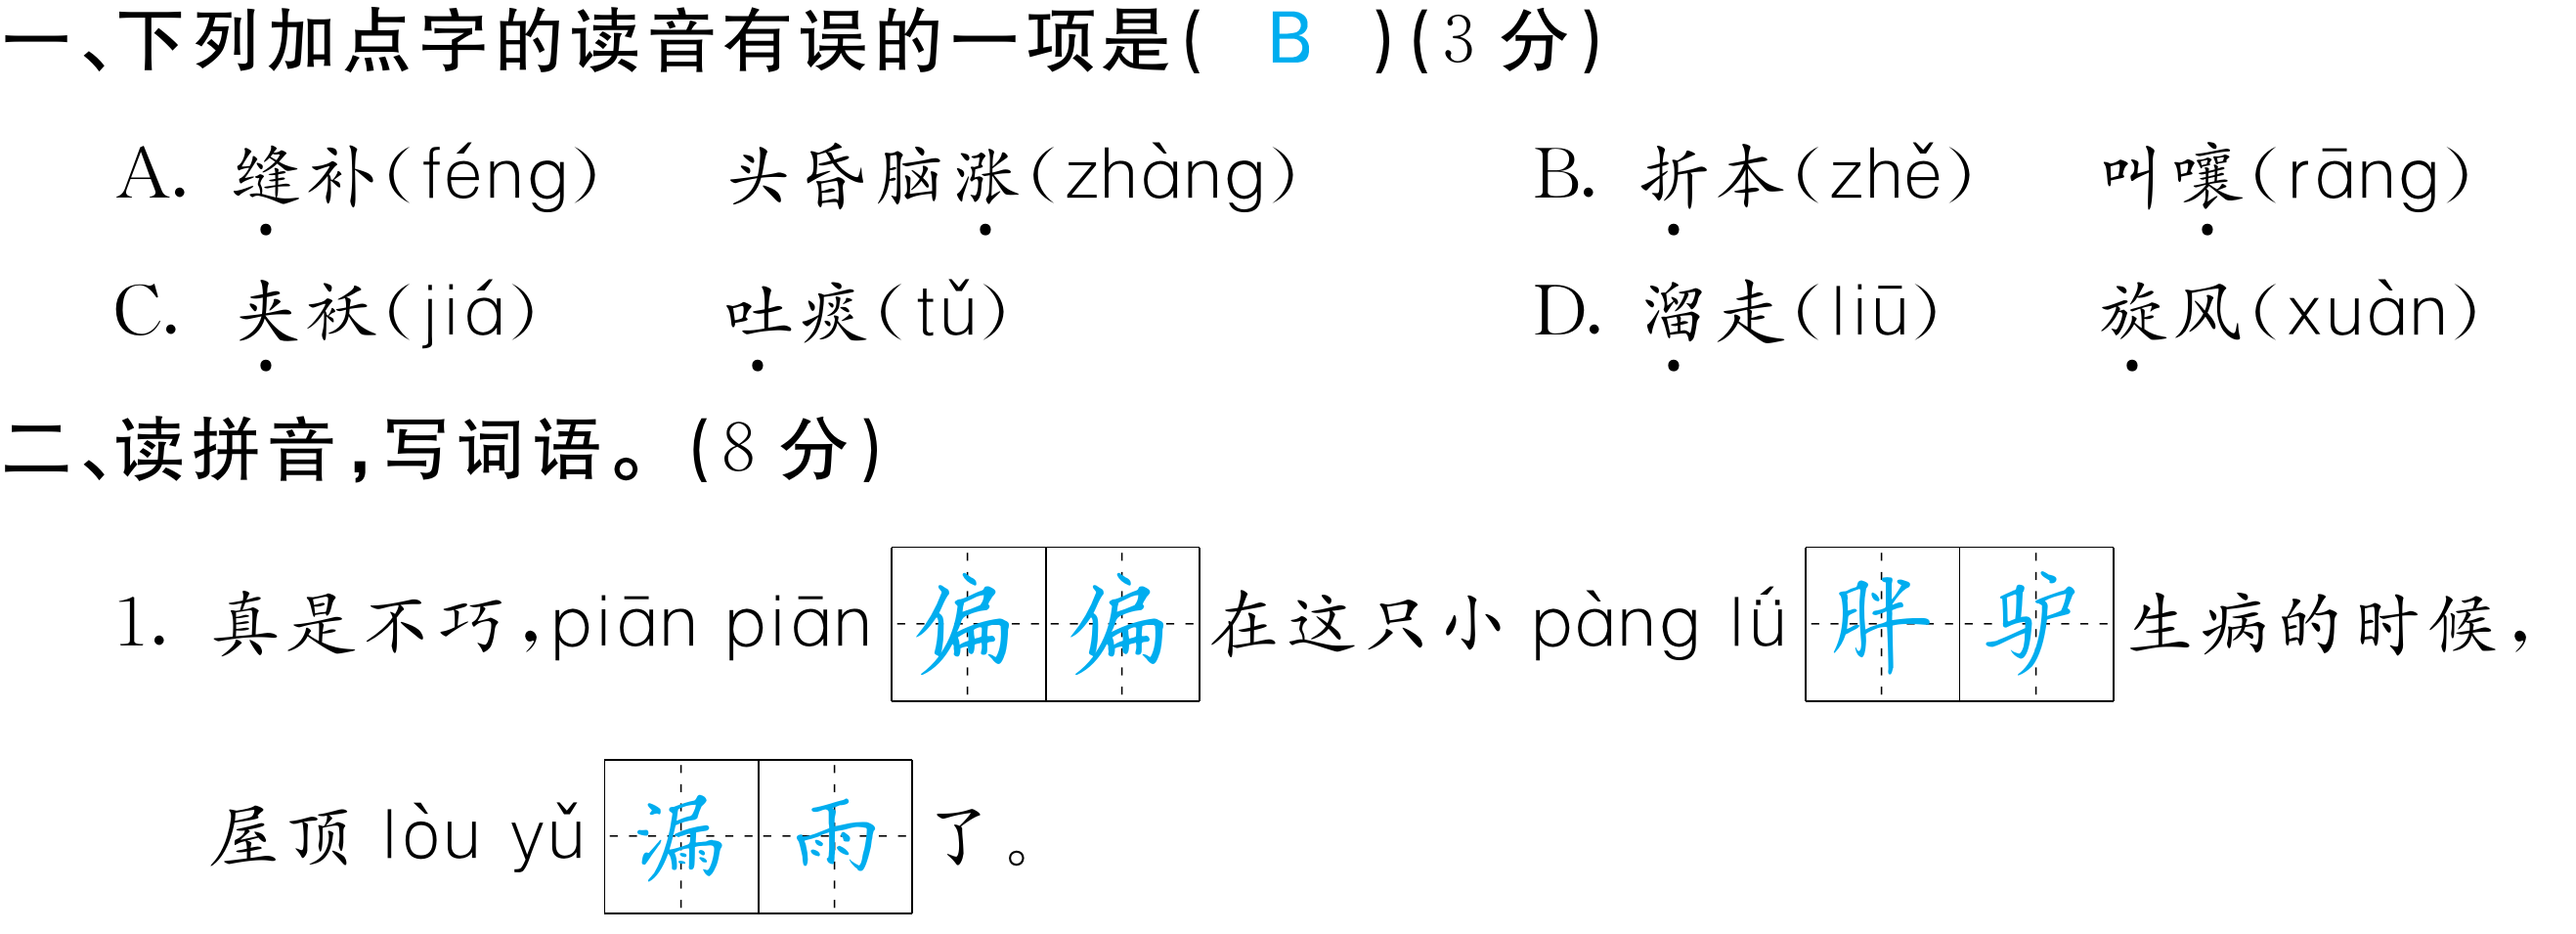 一、下列加点字的读音有误的一项是( B )(3 分)
A. 缝补(féng) 头昏脑涨(zhàng) B. 折本(zhě) 叫嚷(rāng)
C. 夹袄(jiá) 吐痰(tǔ) D. 溜走(liū) 旋风(xuàn)
二、读拼音,写词语。(8 分)
1. 真是不巧,piān piān 偏偏 在这只小 pàng lǘ 胖驴 生病的时候,
屋顶 lòu yǔ 漏雨 了。